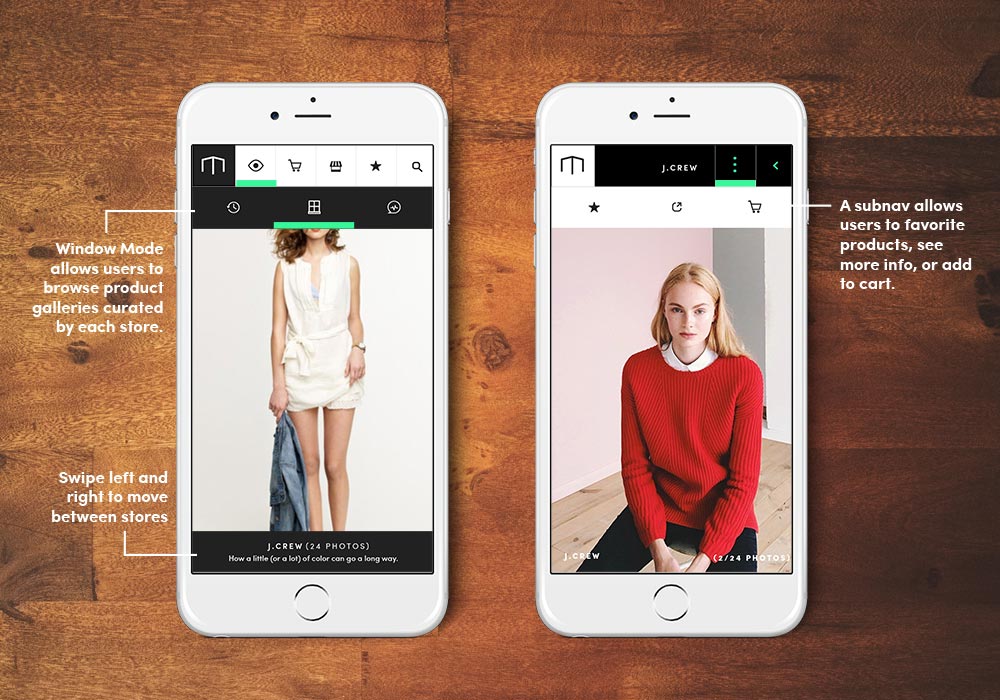 J.CREW
Window Mode
allows users to
browse product
galleries curated
by each store.
A subnav allows
users to favorite
products, see
more info, or add
to cart.
Swipe left and
right to move
between stores
J.CREW (24 PHOTOS)
How a little (or a lot) of color can go a long way.
J.CREW
(2/24 PHOTOS)